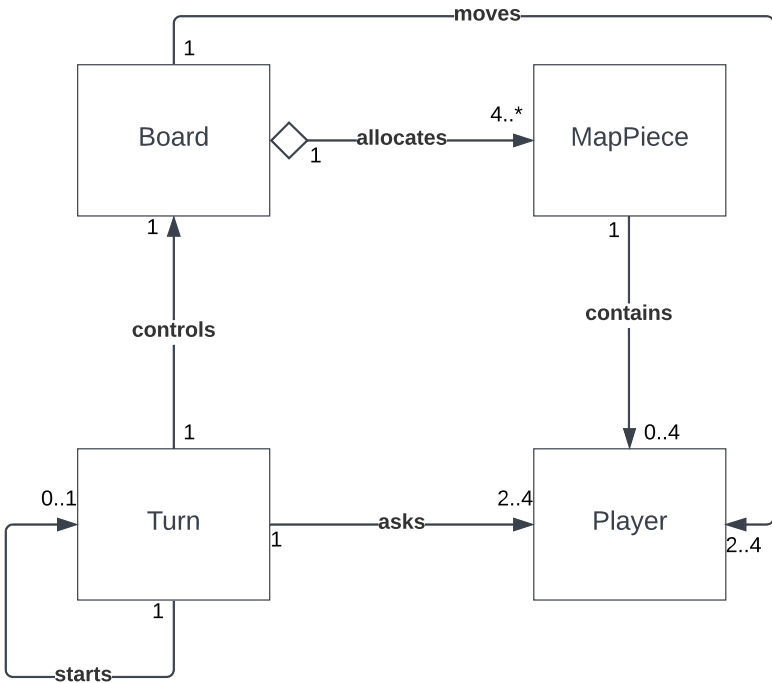 moves
1
4..*
Board
allocates
MapPiece
1
1
1
contains
controls
1
0..4
0..1
2..4
Turn
asks
Player
1
2..4
1
starts